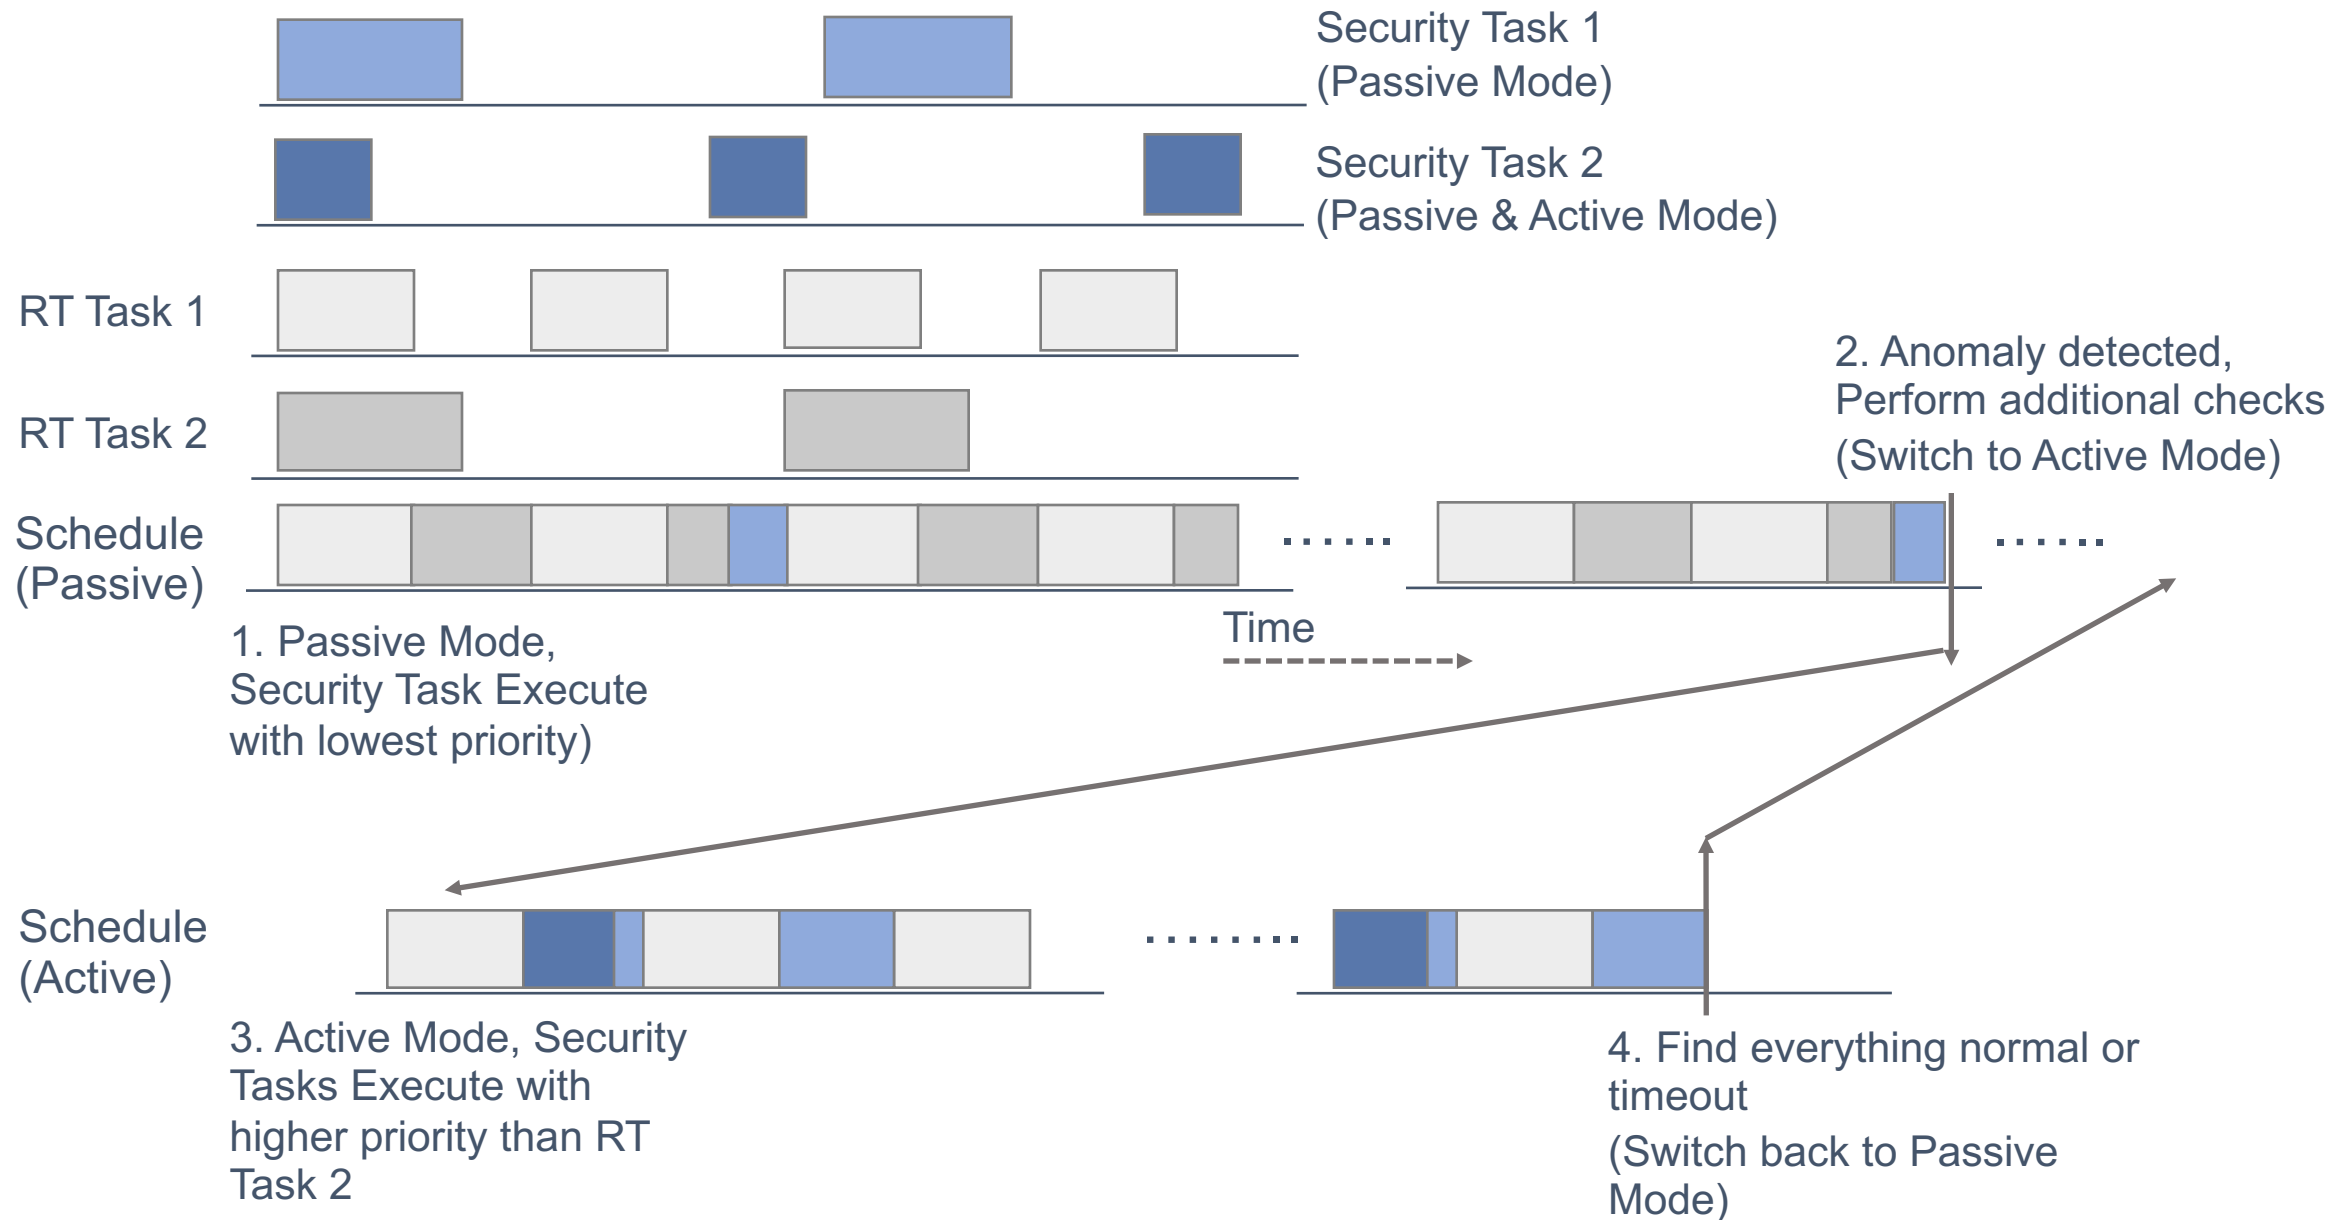 Security Task 1
(Passive Mode)
Security Task 2
(Passive & Active Mode)
RT Task 1
RT Task 2
2. Anomaly detected,
Perform additional checks
(Switch to Active Mode)
Schedule
(Passive)
1. Passive Mode,
Security Task Execute
with lowest priority)
Time
Schedule
(Active)
3. Active Mode, Security
Tasks Execute with
higher priority than RT
Task 2
4. Find everything normal or
timeout
(Switch back to Passive
Mode)